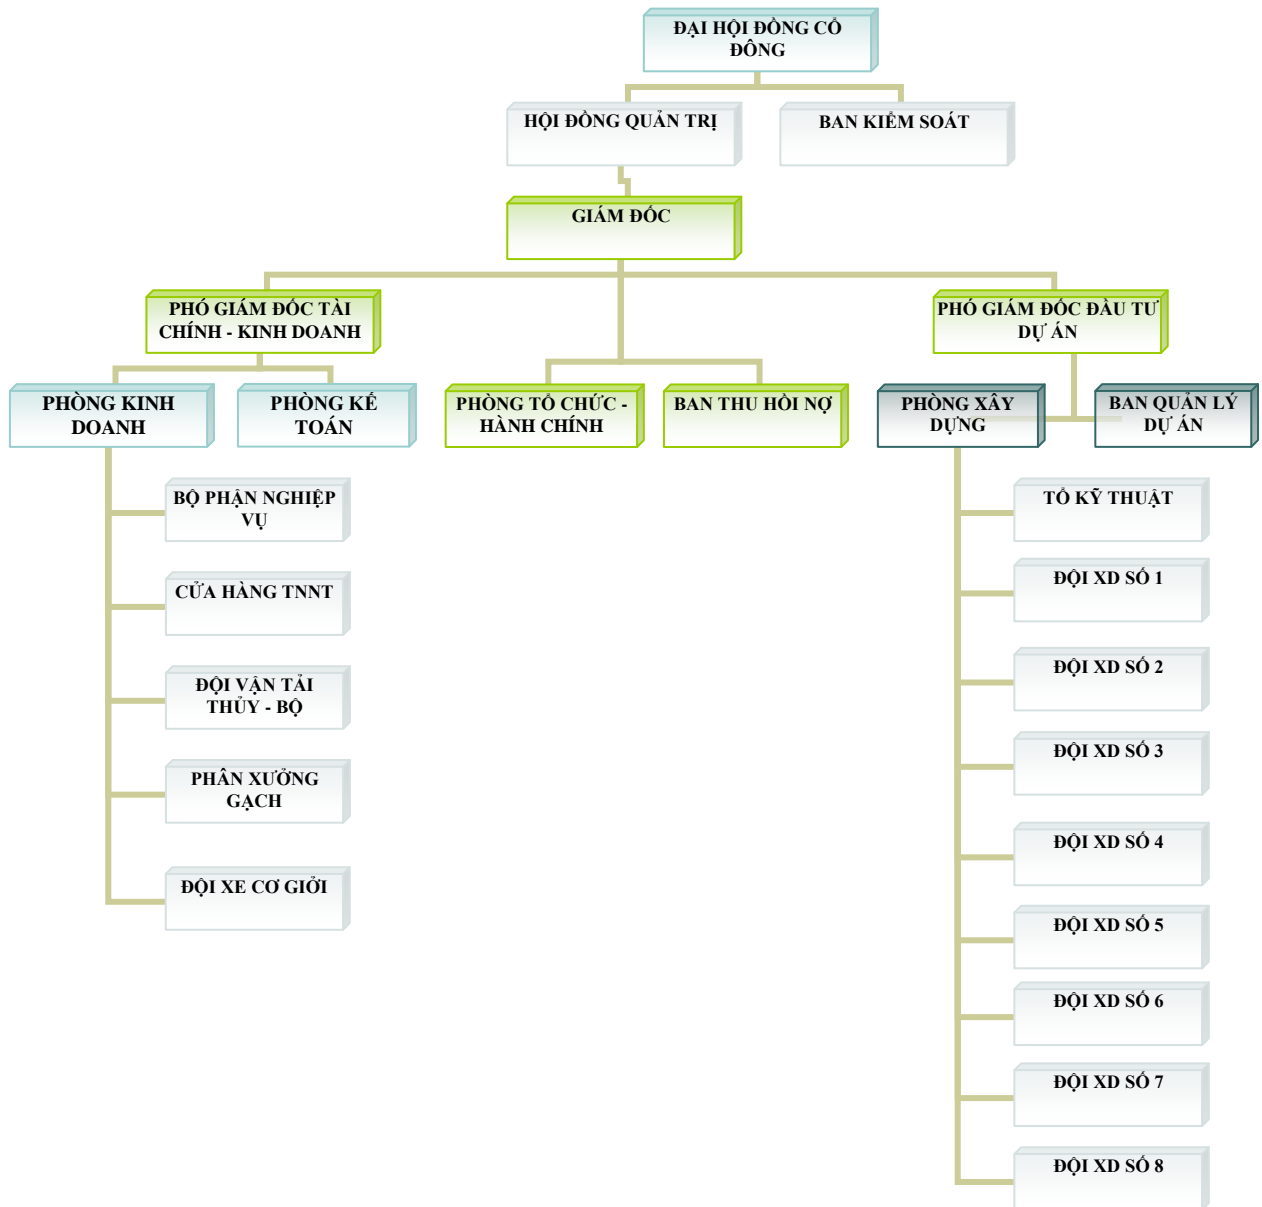 ĐẠI HỘI ĐỒNG CỔ
ĐÔNG
HỘI ĐỒNG QUẢN TRỊ
BAN KIỂM SOÁT
GIÁM ĐỐC
PHÓ GIÁM ĐỐC TÀI
CHÍNH - KINH DOANH
PHÓ GIÁM ĐỐC ĐẦU TƯ
DỰ ÁN
PHÒNG KINH
DOANH
PHÒNG KẾ
TOÁN
PHÒNG TỔ CHỨC -
HÀNH CHÍNH
BAN THU HỒI NỢ
PHÒNG XÂY
DỰNG
BAN QUẢN LÝ
DỰ ÁN
BỘ PHẬN NGHIỆP
VỤ
CỬA HÀNG TNNT
ĐỘI VẬN TẢI
THỦY - BỘ
PHÂN XƯỞNG
GẠCH
ĐỘI XE CƠ GIỚI
TỔ KỸ THUẬT
ĐỘI XD SỐ 1
ĐỘI XD SỐ 2
ĐỘI XD SỐ 3
ĐỘI XD SỐ 4
ĐỘI XD SỐ 5
ĐỘI XD SỐ 6
ĐỘI XD SỐ 7
ĐỘI XD SỐ 8